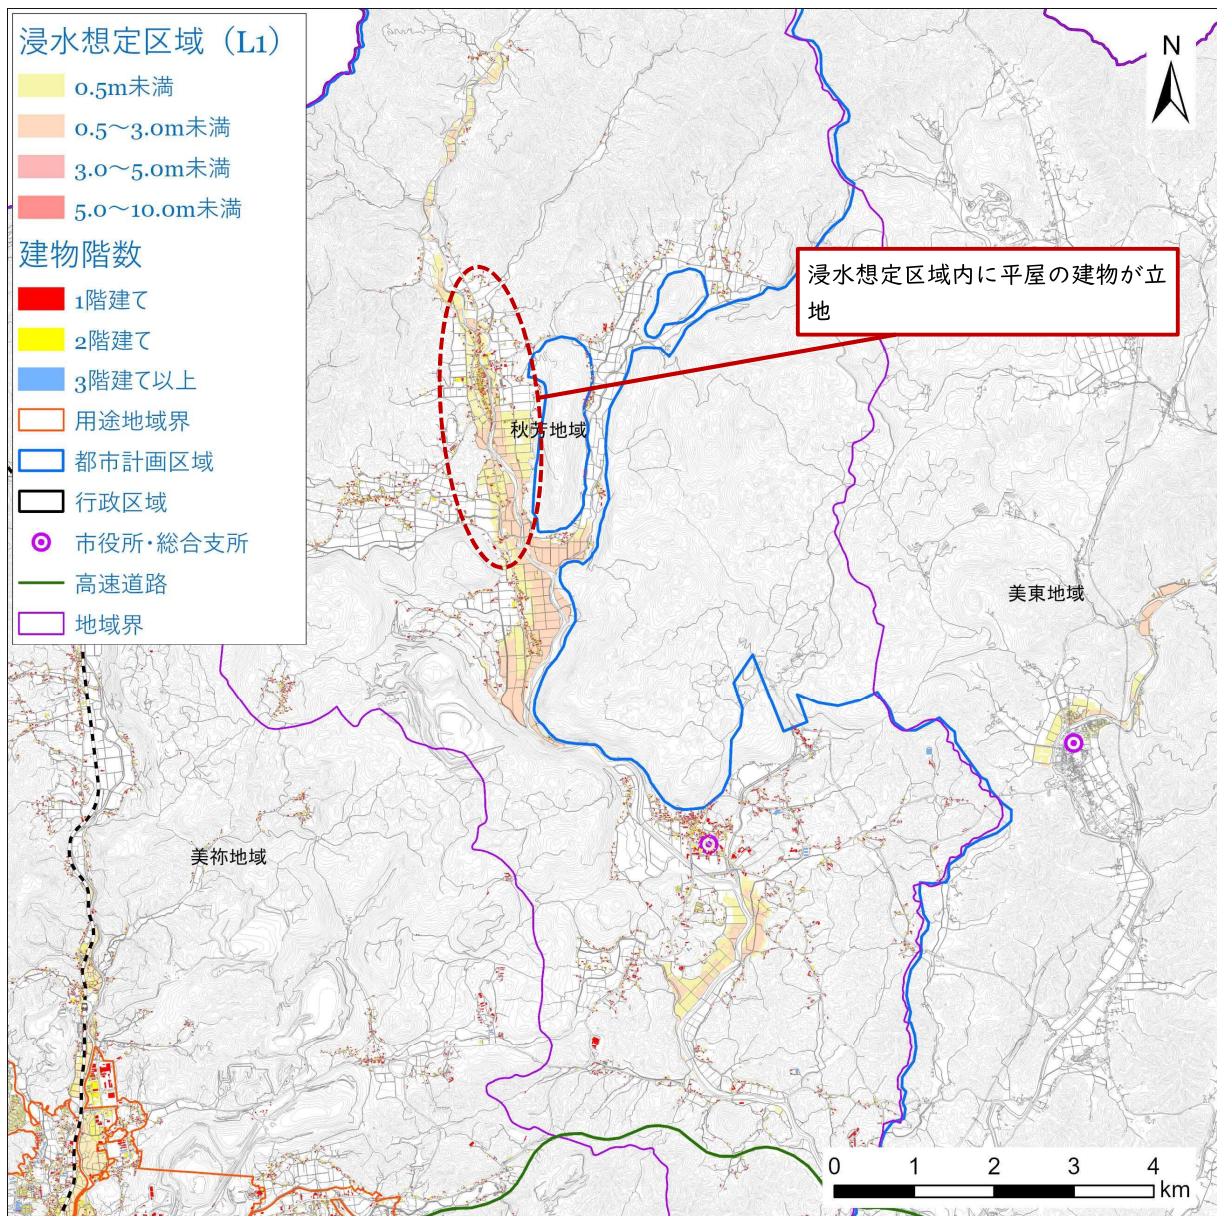 浸水想定区域（L1）
0.5m未満
0.5～3.0m未満
3.0～5.0m未満
5.0～10.0m未満
建物階数
1階建て
2階建て
3階建て以上
用途地域界
都市計画区域
行政区域
市役所・総合支所
高速道路
地域界
N
浸水想定区域内に平屋の建物が立
地
秋芳地域
美東地域
美祢地域
0 1 2 3 4
km